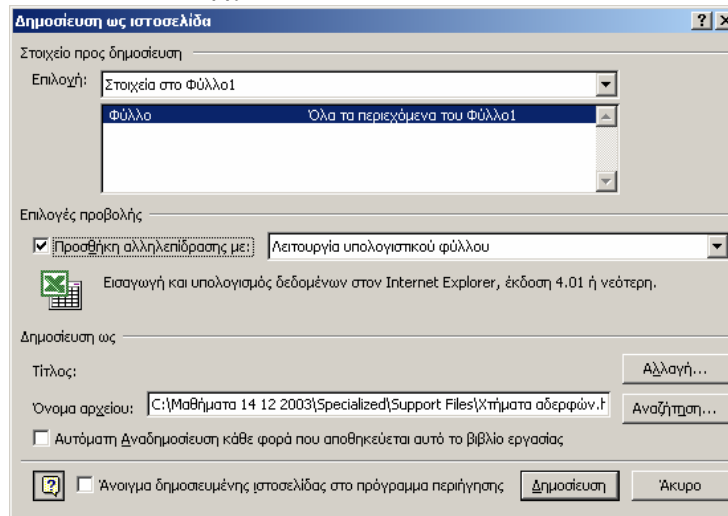 Δημοσίευση ως ιστοσελίδα
Στοιχείο προς δημοσίευση
Επιλογή: Στοιχεία στο Φύλλο1
Φύλλο Όλα τα περιεχόμενα του Φύλλο1
Επιλογές προβολής
Προσθήκη αλληλεπίδρασης με: Λειτουργία υπολογιστικού φύλλου
Εισαγωγή και υπολογισμός δεδομένων στον Internet Explorer, έκδοση 4.01 ή νεότερη.
Δημοσίευση ως
Τίτλος: Αλλαγή...
Όνομα αρχείου: C:\Μαθήματα 14 12 2003\Specialized\Support Files\Χτήματα αδερφών.h Αναζήτηση...
Αυτόματη Αναδημοσίευση κάθε φορά που αποθηκεύεται αυτό το βιβλίο εργασίας
Άνοιγμα δημοσιευμένης ιστοσελίδας στο πρόγραμμα περιήγησης Δημοσίευση Άκυρο